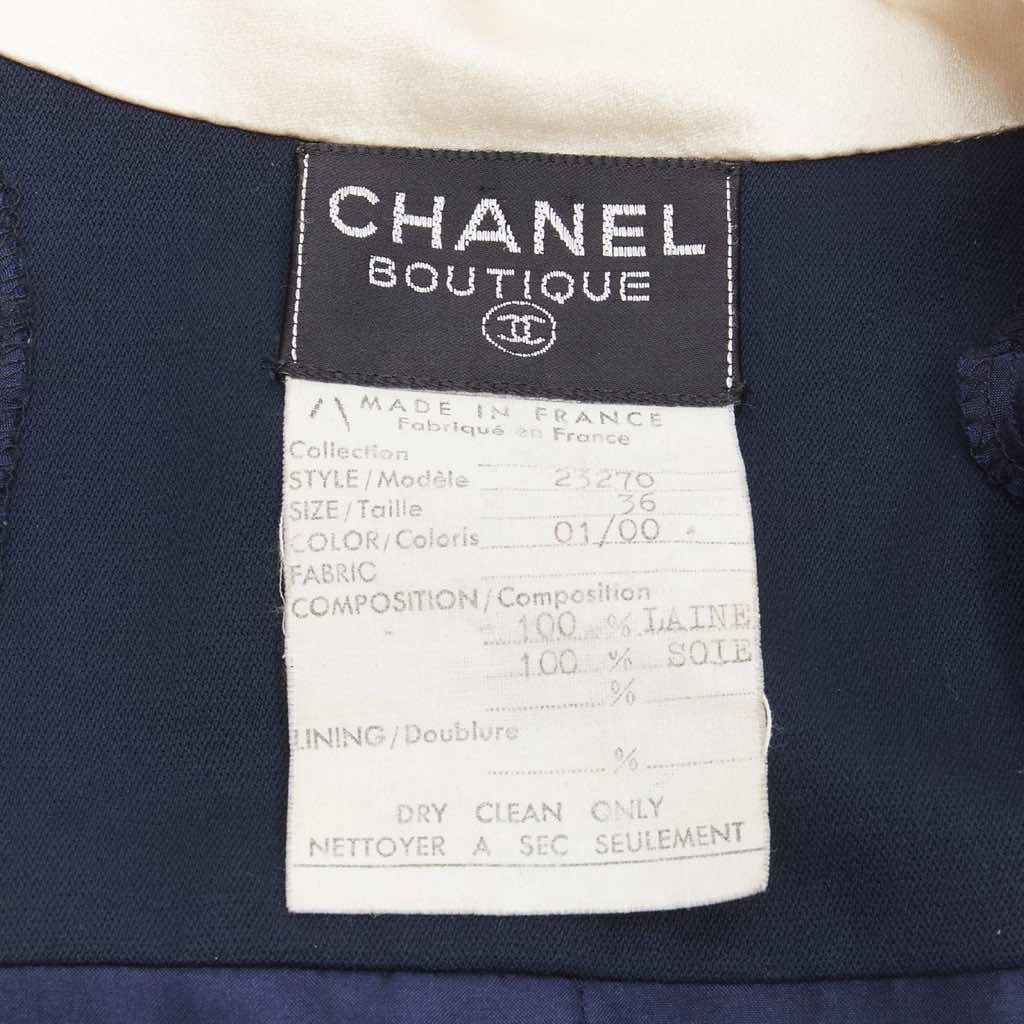 CHANEL
BOUTIQUE
MADE IN FRANCE
Fabriqué en France
Collection
STYLE/Modèle 23270
SIZE/Taille 36
COLOR/Coloris 01/00
FABRIC
COMPOSITION/Composition
100 % LAINE
100 % SOIE
%
LINING/Doublure
%
DRY CLEAN ONLY
NETTOYER A SEC SEULEMENT